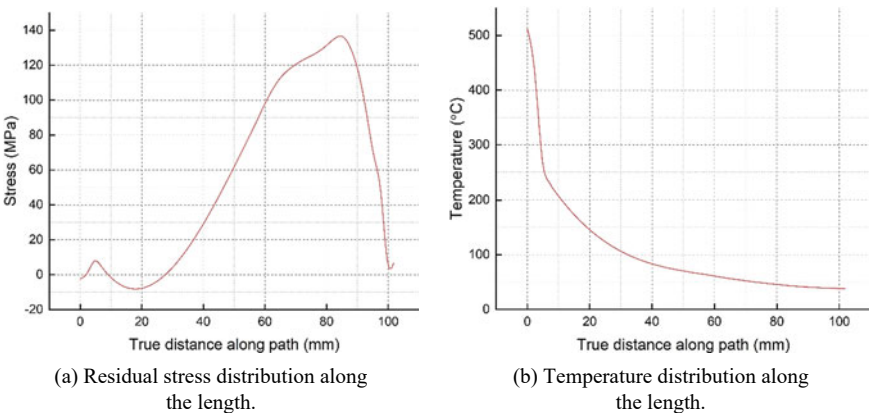 140
120
100
80
60
40
20
0
-20
Stress (MPa)
0 20 40 60 80 100
True distance along path (mm)
(a) Residual stress distribution along
the length.
500
400
300
200
100
0
Temperature (°C)
0 20 40 60 80 100
True distance along path (mm)
(b) Temperature distribution along
the length.